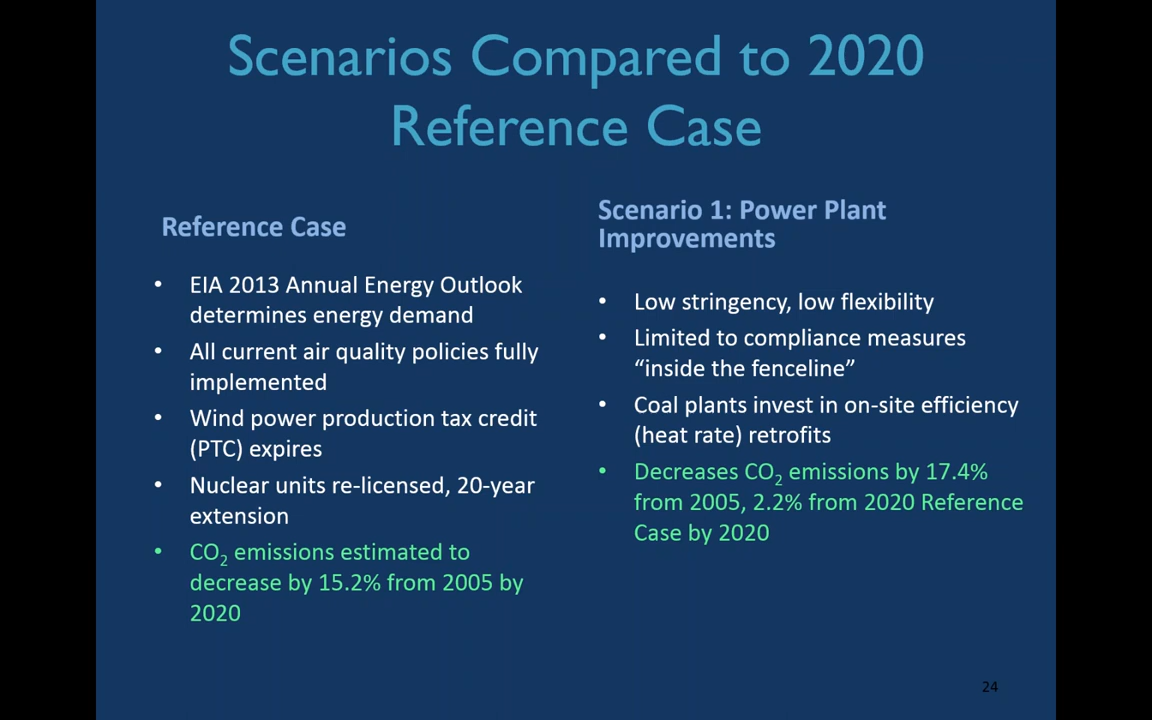 Scenarios Compared to 2020
Reference Case
Reference Case
• EIA 2013 Annual Energy Outlook
determines energy demand
• All current air quality policies fully
implemented
• Wind power production tax credit
(PTC) expires
• Nuclear units re-licensed, 20-year
extension
• CO₂ emissions estimated to
decrease by 15.2% from 2005 by
2020
Scenario 1: Power Plant
Improvements
• Low stringency, low flexibility
• Limited to compliance measures
“inside the fenceline”
• Coal plants invest in on-site efficiency
(heat rate) retrofits
• Decreases CO₂ emissions by 17.4%
from 2005, 2.2% from 2020 Reference
Case by 2020
24